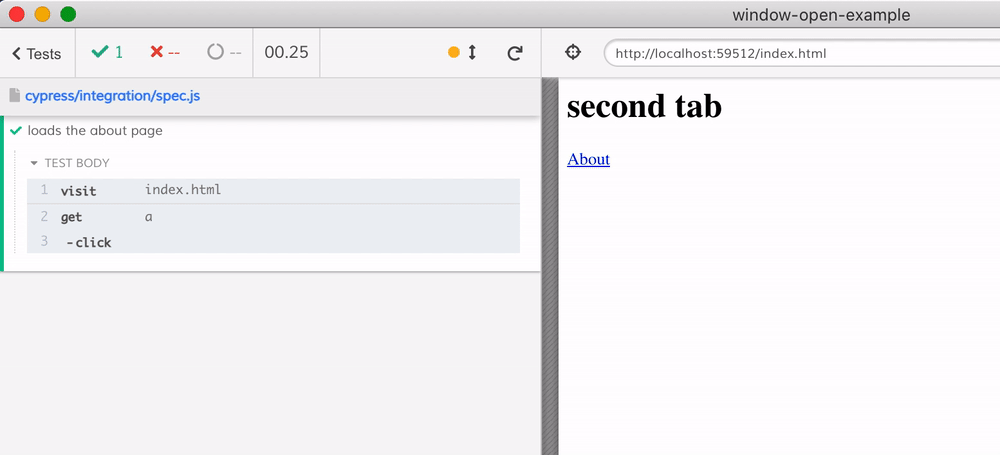 window-open-example
Tests 1 -- -- 00.25
http://localhost:59512/index.html
cypress/integration/spec.js
loads the about page
TEST BODY
1 visit index.html
2 get a
3 -click
second tab
About